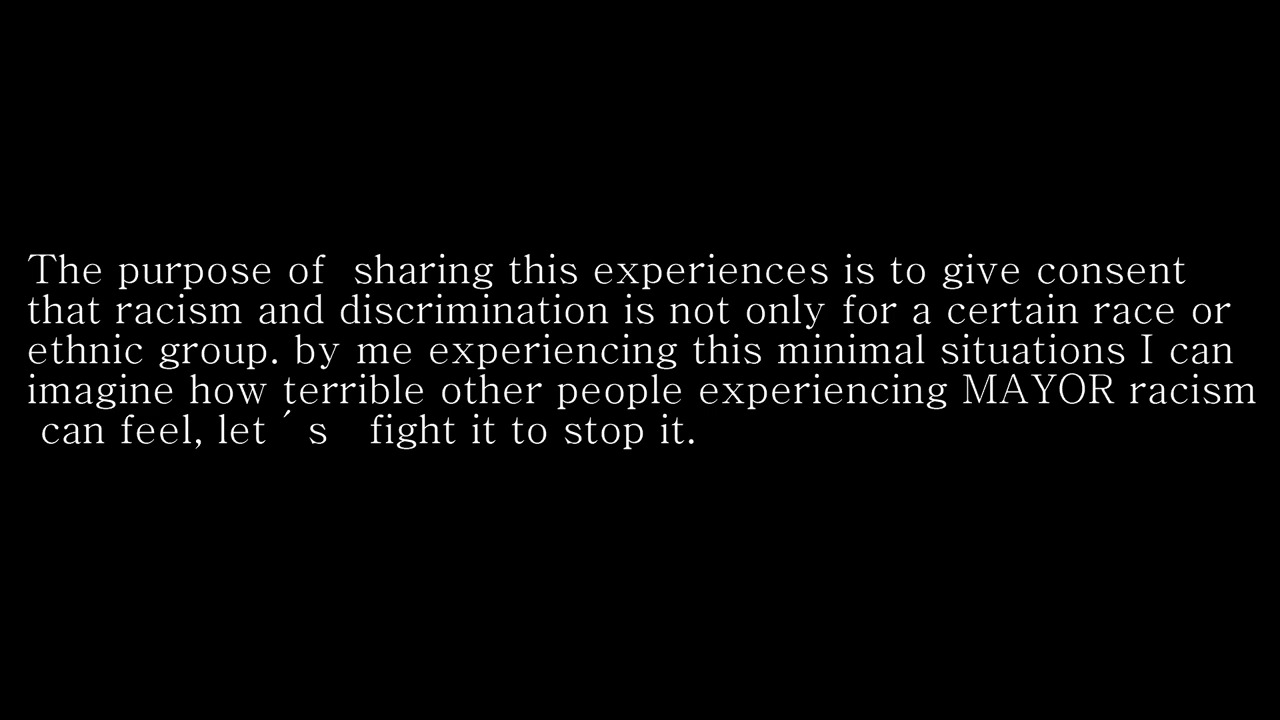 The purpose of  sharing this experiences is to give consent
that racism and discrimination is not only for a certain race or
ethnic group. by me experiencing this minimal situations I can
imagine how terrible other people experiencing MAYOR racism
can feel, let ´ s   fight it to stop it.